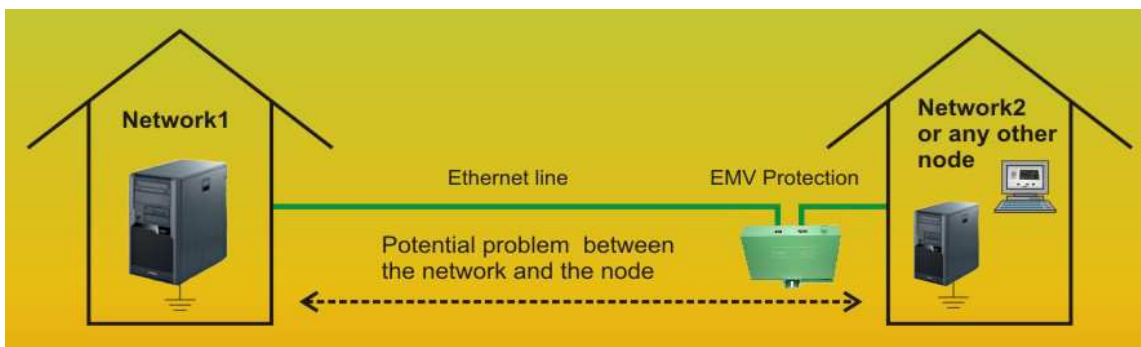 Network1
Network2
or any other
node
Ethernet line
EMV Protection
Potential problem between
the network and the node